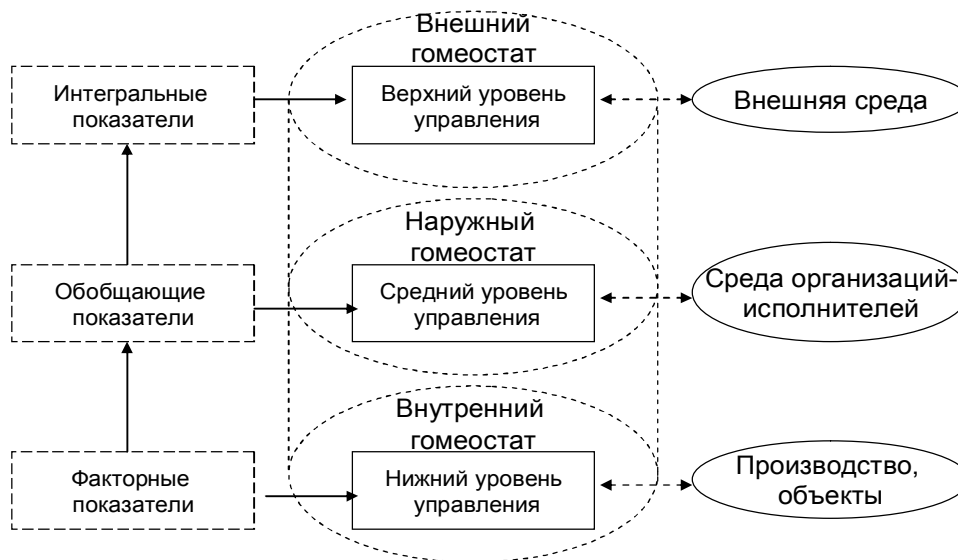 Внешний
гомеостат
Интегральные
показатели
Верхний уровень
управления
Внешняя среда
Наружный
гомеостат
Обобщающие
показатели
Средний уровень
управления
Среда организаций-
исполнителей
Внутренний
гомеостат
Факторные
показатели
Нижний уровень
управления
Производство,
объекты